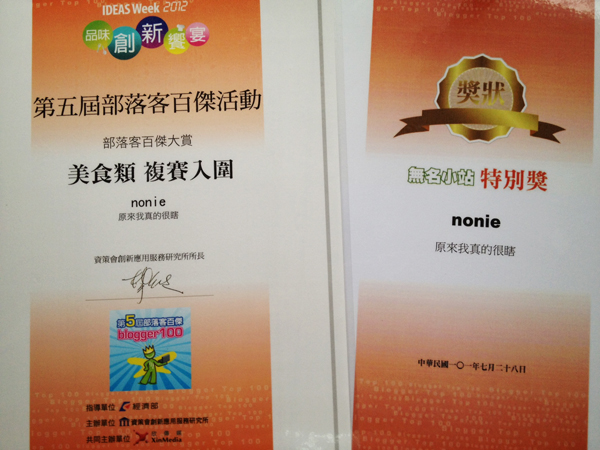 IDEAS Week 2012
品味創新饗宴
第五屆部落客百傑活動
部落客百傑大賞
美食類 複賽入圍
nonie
原來我真的很瞎
資策會創新應用服務研究所所長
第5屆部落客百傑
blogger100
指導單位 經濟部
主辦單位 資策會創新應用服務研究所
共同主辦單位 XinMedia
獎狀
無名小站 特別獎
nonie
原來我真的很瞎
中華民國一〇一年七月二十八日